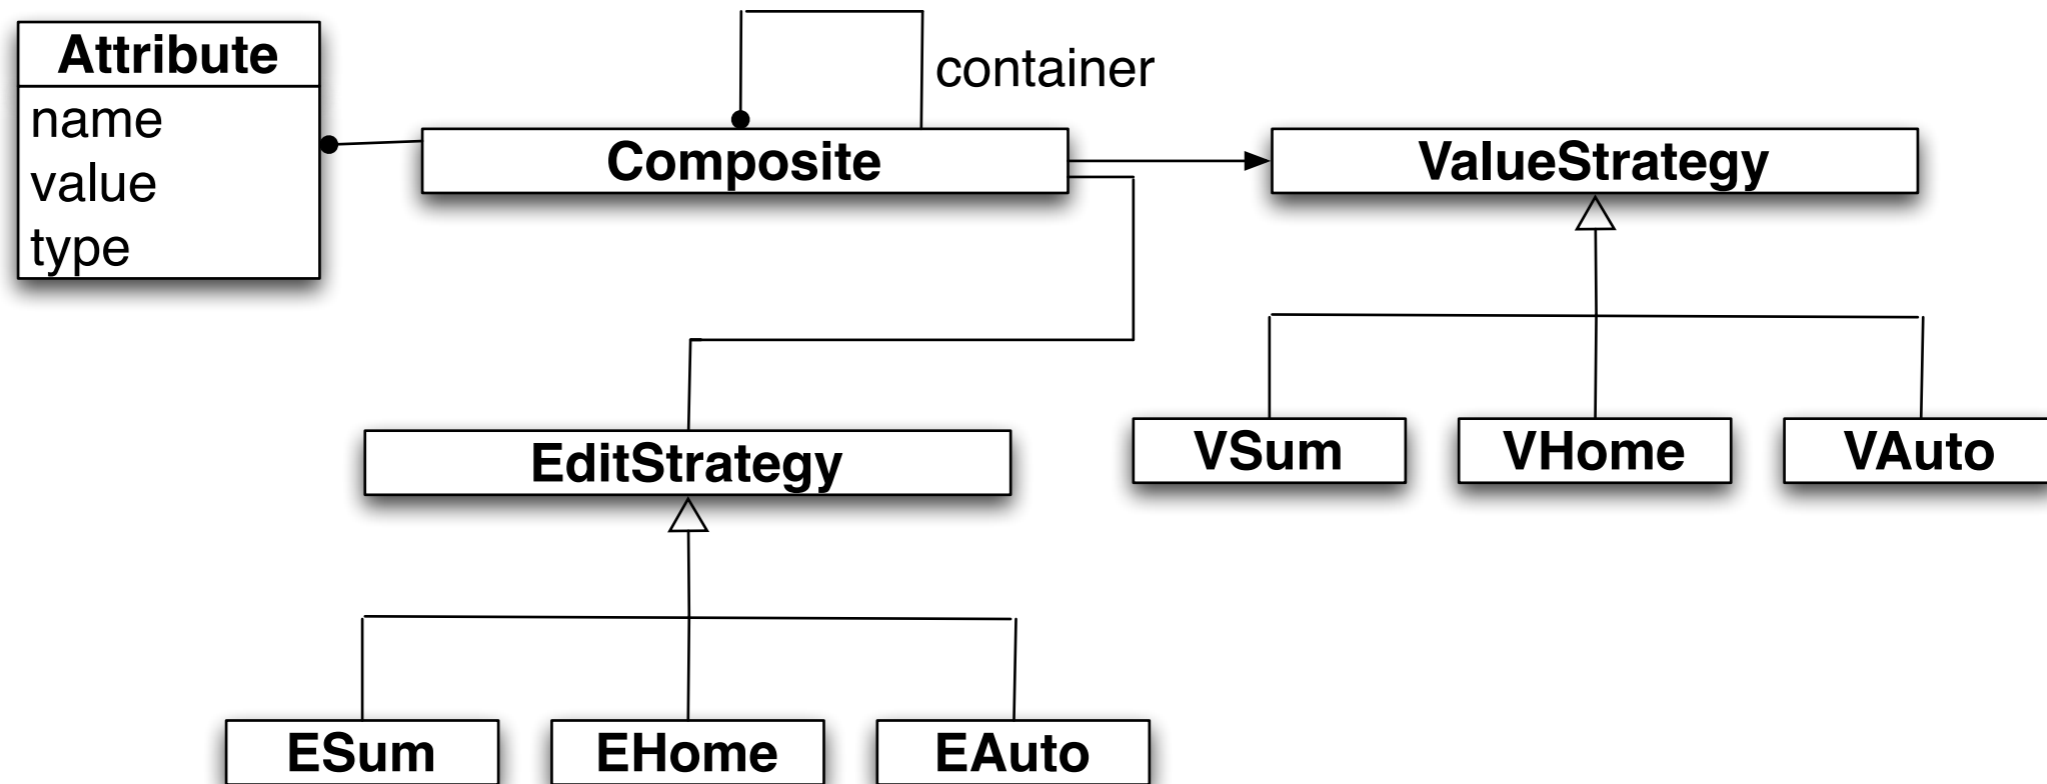 Attribute
name
value
type
container
Composite
ValueStrategy
EditStrategy
VSum
VHome
VAuto
ESum
EHome
EAuto